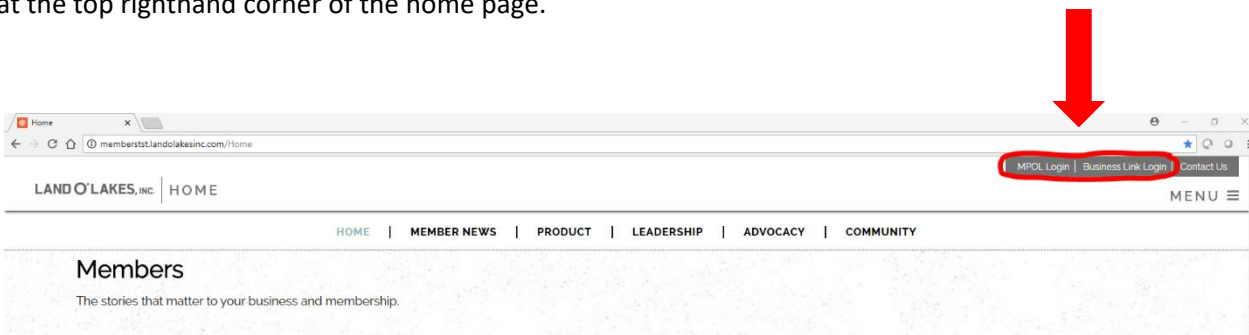 at the top righthand corner of the home page.
Home
memberstst.landolakesinc.com/Home
MPOL Login | Business Link Login | Contact Us
LAND O'LAKES, INC. | HOME
MENU
HOME | MEMBER NEWS | PRODUCT | LEADERSHIP | ADVOCACY | COMMUNITY
Members
The stories that matter to your business and membership.